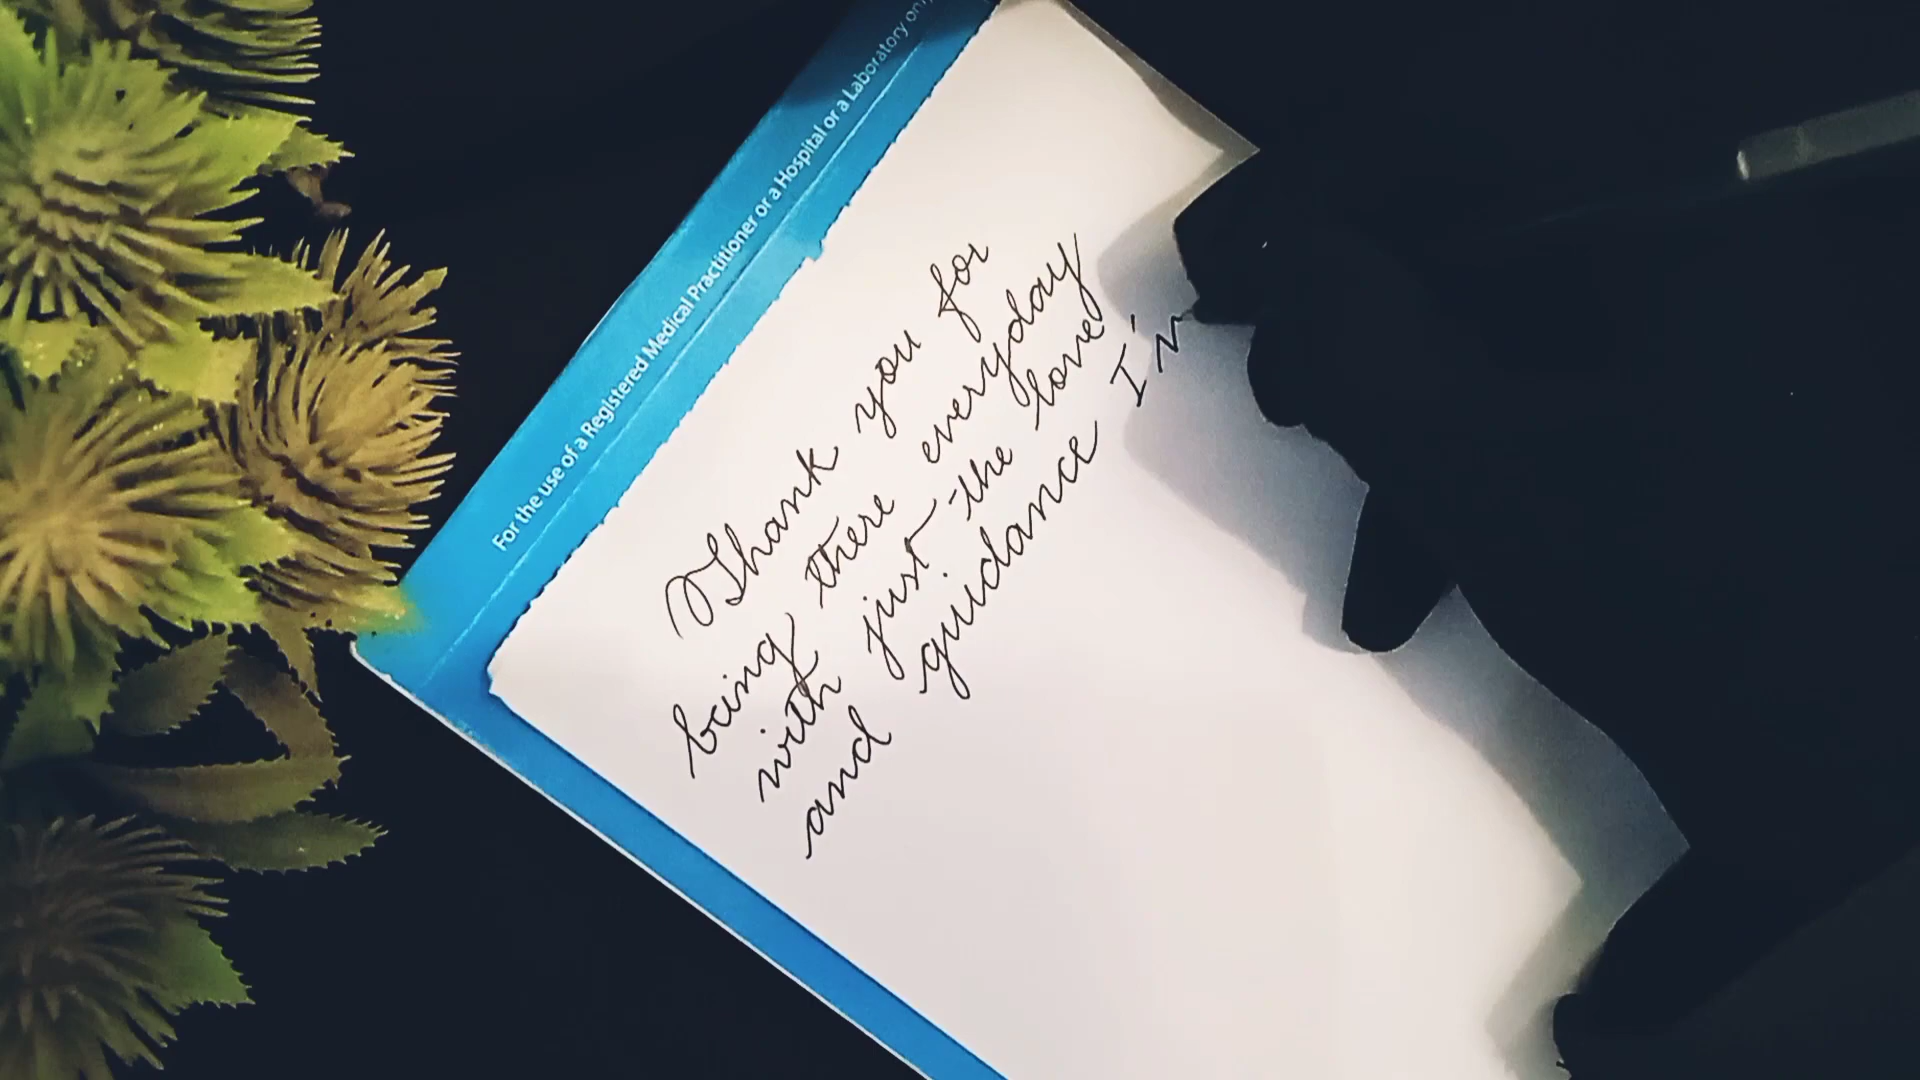 For the use of a Registered Medical Practitioner or a Hospital or a Laboratory only
Thank you for
being there everyday
with just the love
and guidance I'm